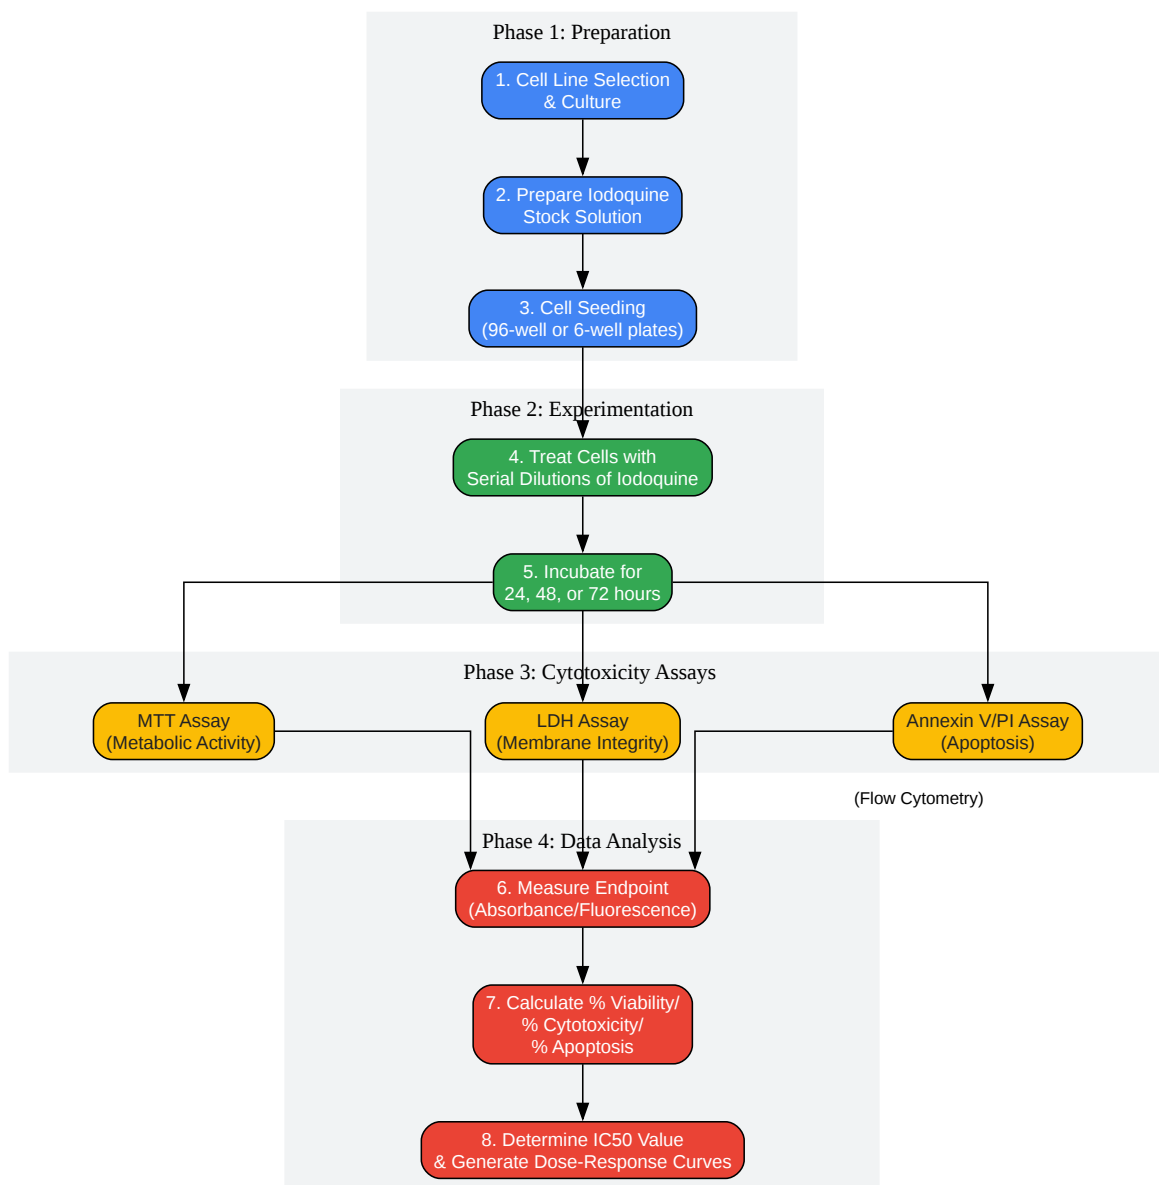 Phase 1: Preparation
1. Cell Line Selection
& Culture
2. Prepare Iodoquine
Stock Solution
3. Cell Seeding
(96-well or 6-well plates)
Phase 2: Experimentation
4. Treat Cells with
Serial Dilutions of Iodoquine
5. Incubate for
24, 48, or 72 hours
Phase 3: Cytotoxicity Assays
MTT Assay
(Metabolic Activity)
LDH Assay
(Membrane Integrity)
Annexin V/PI Assay
(Apoptosis)
(Flow Cytometry)
Phase 4: Data Analysis
6. Measure Endpoint
(Absorbance/Fluorescence)
7. Calculate % Viability/
% Cytotoxicity/
% Apoptosis
8. Determine IC50 Value
& Generate Dose-Response Curves